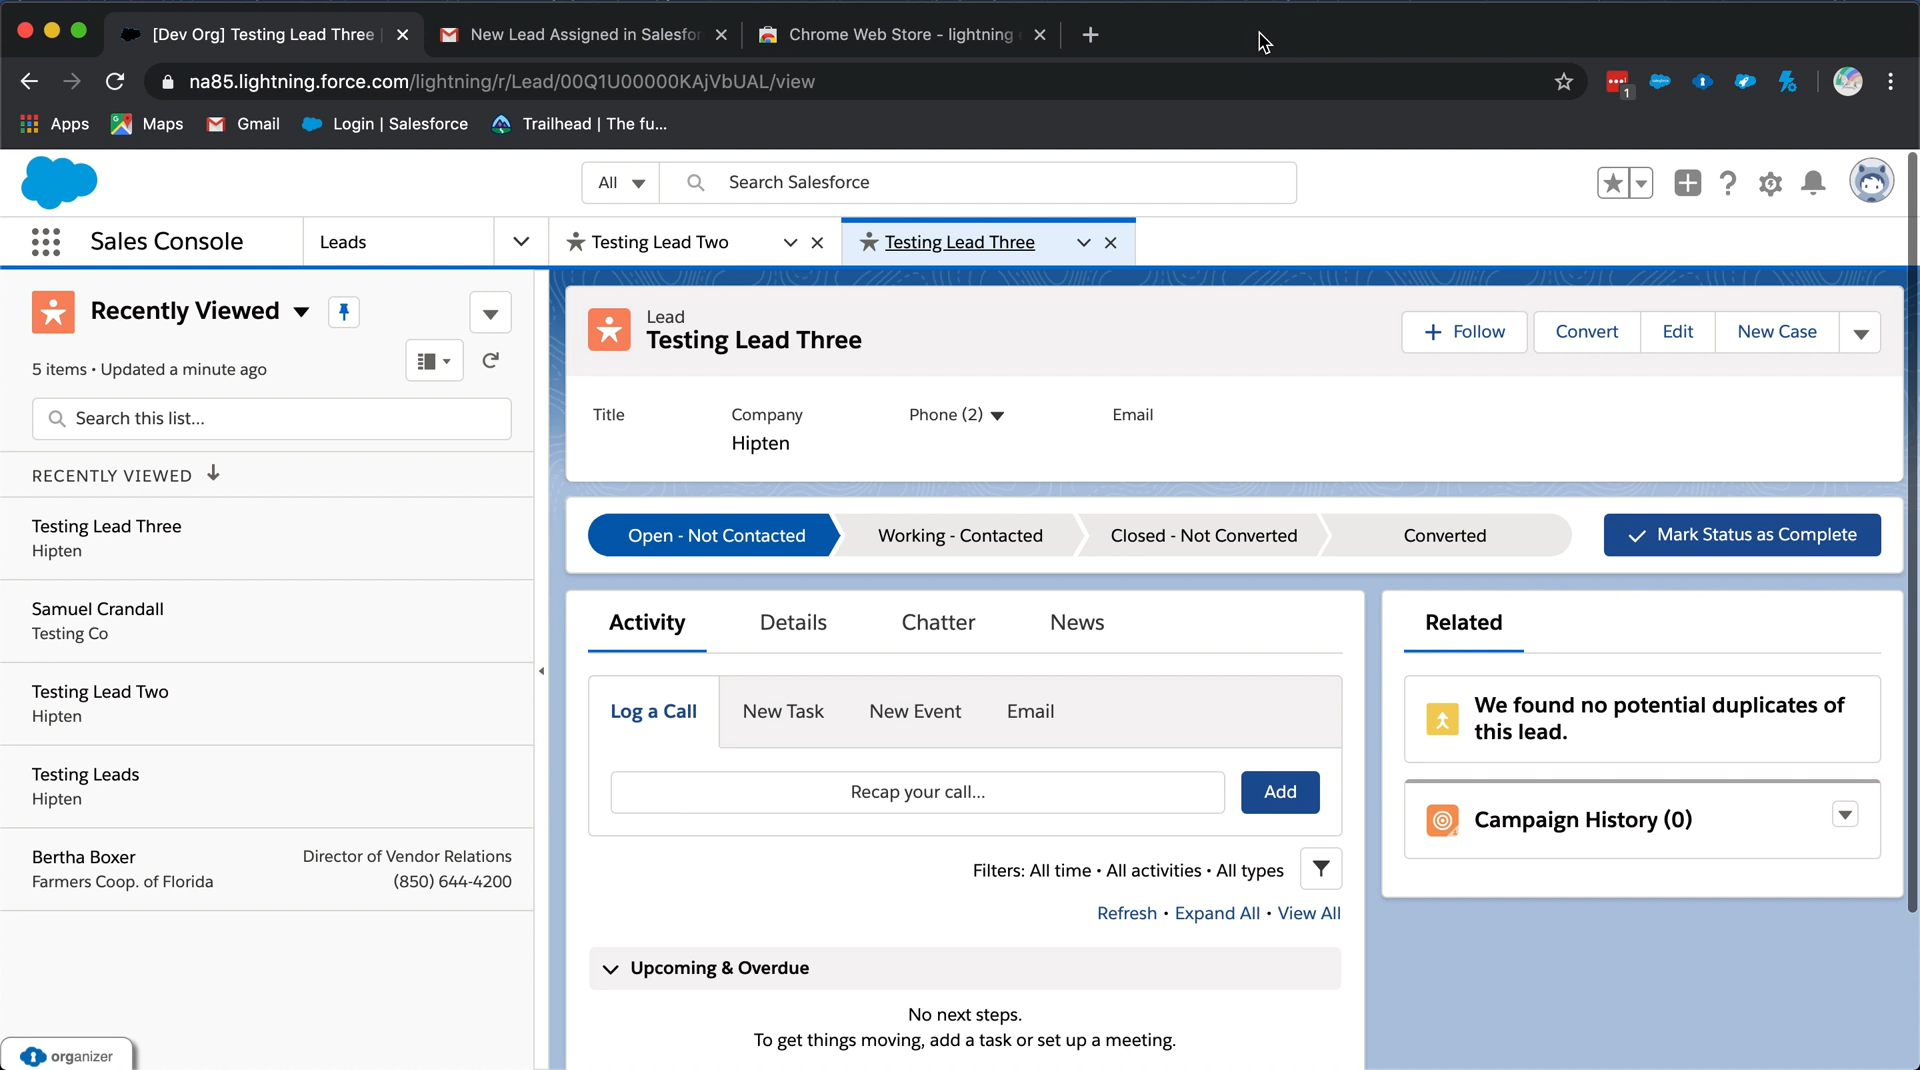 [Dev Org] Testing Lead Three
New Lead Assigned in Salesfor
Chrome Web Store - lightning
1
na85.lightning.force.com/lightning/r/Lead/00Q1U00000KAjVbUAL/view
Apps
Maps
Gmail
Login | Salesforce
Trailhead | The fu...
All
Search Salesforce
Sales Console
Leads
Testing Lead Two
Testing Lead Three
Recently Viewed
5 items • Updated a minute ago
Search this list...
RECENTLY VIEWED
Testing Lead Three
Hipten
Samuel Crandall
Testing Co
Testing Lead Two
Hipten
Testing Leads
Hipten
Bertha Boxer
Director of Vendor Relations
Farmers Coop. of Florida
(850) 644-4200
organizer
Lead
Testing Lead Three
Follow
Convert
Edit
New Case
Title
Company
Phone (2)
Email
Hipten
Open - Not Contacted
Working - Contacted
Closed - Not Converted
Converted
Mark Status as Complete
Activity
Details
Chatter
News
Log a Call
New Task
New Event
Email
Recap your call...
Add
Filters: All time • All activities • All types
Refresh • Expand All • View All
Upcoming & Overdue
No next steps.
To get things moving, add a task or set up a meeting.
Related
We found no potential duplicates of
this lead.
Campaign History (0)